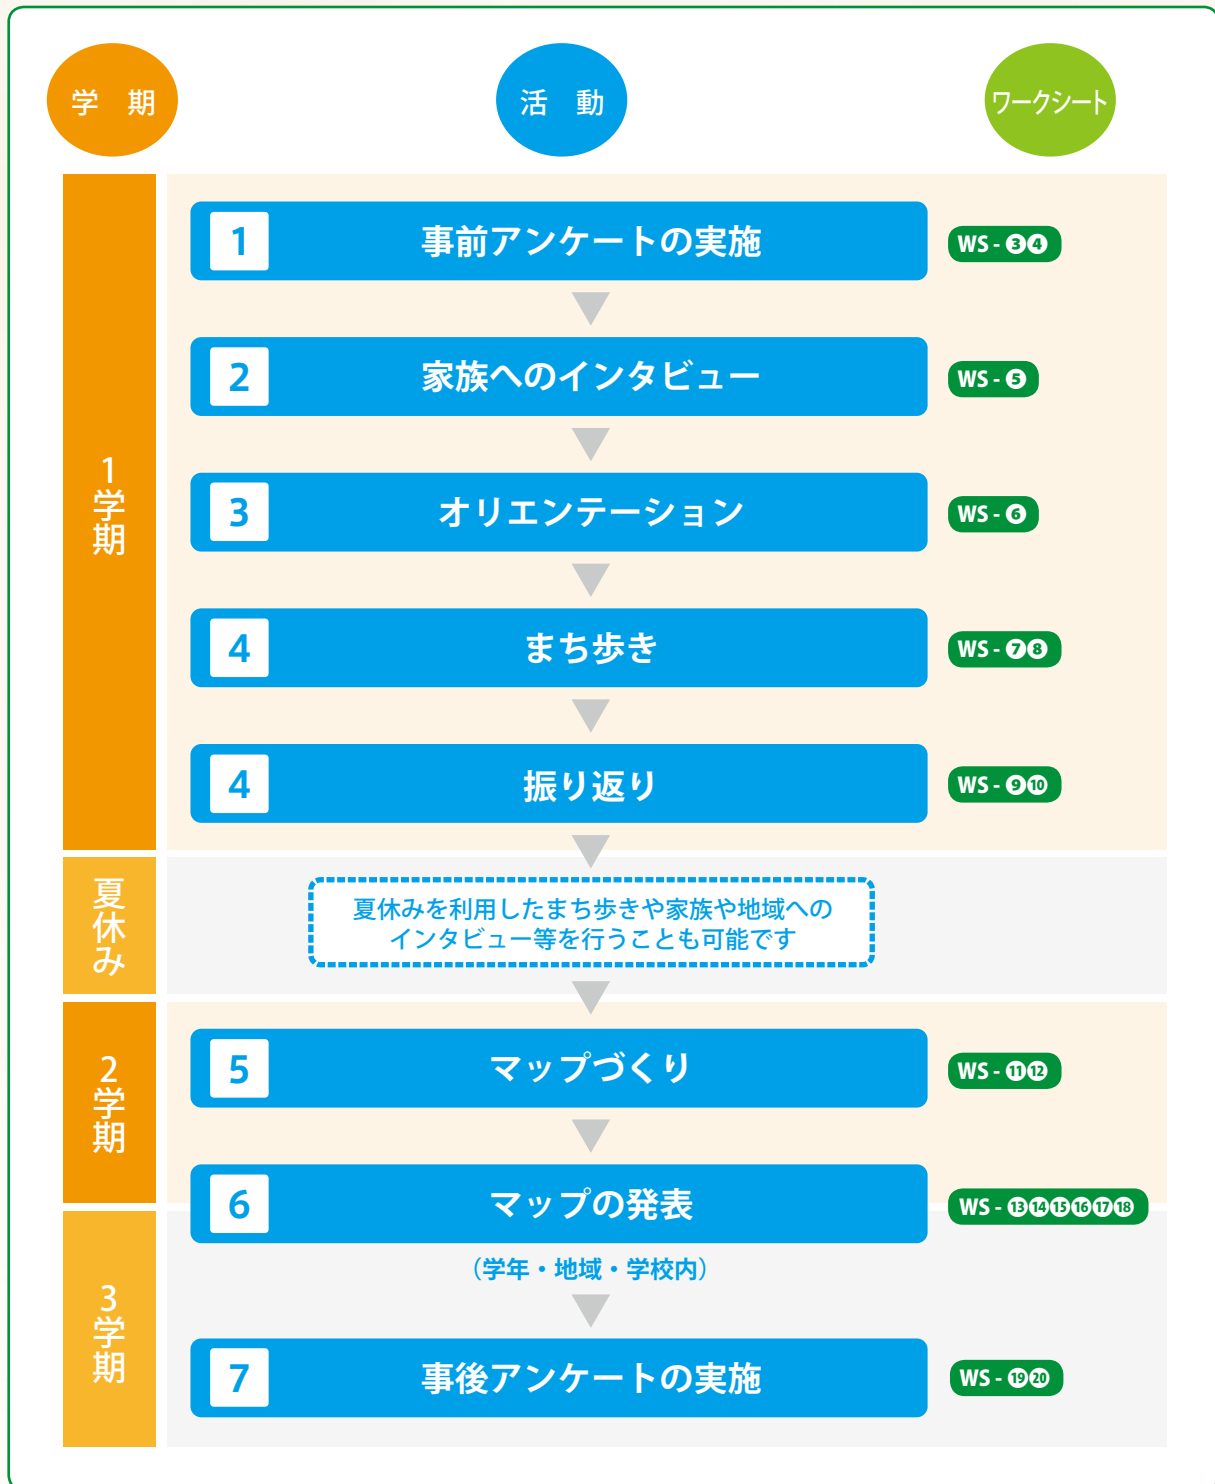 学　期
活　動
ワークシート
1学期
1
事前アンケートの実施
WS - ❸❹
2
家族へのインタビュー
WS - ❺
3
オリエンテーション
WS - ❻
4
まち歩き
WS - ❼❽
4
振り返り
WS - ❾❿
夏休み
夏休みを利用したまち歩きや家族や地域への
インタビュー等を行うことも可能です
2学期
5
マップづくり
WS - ⓫⓬
6
マップの発表
WS - ⓭⓮⓯⓰⓱⓲
（学年・地域・学校内）
3学期
7
事後アンケートの実施
WS - ⓳⓴